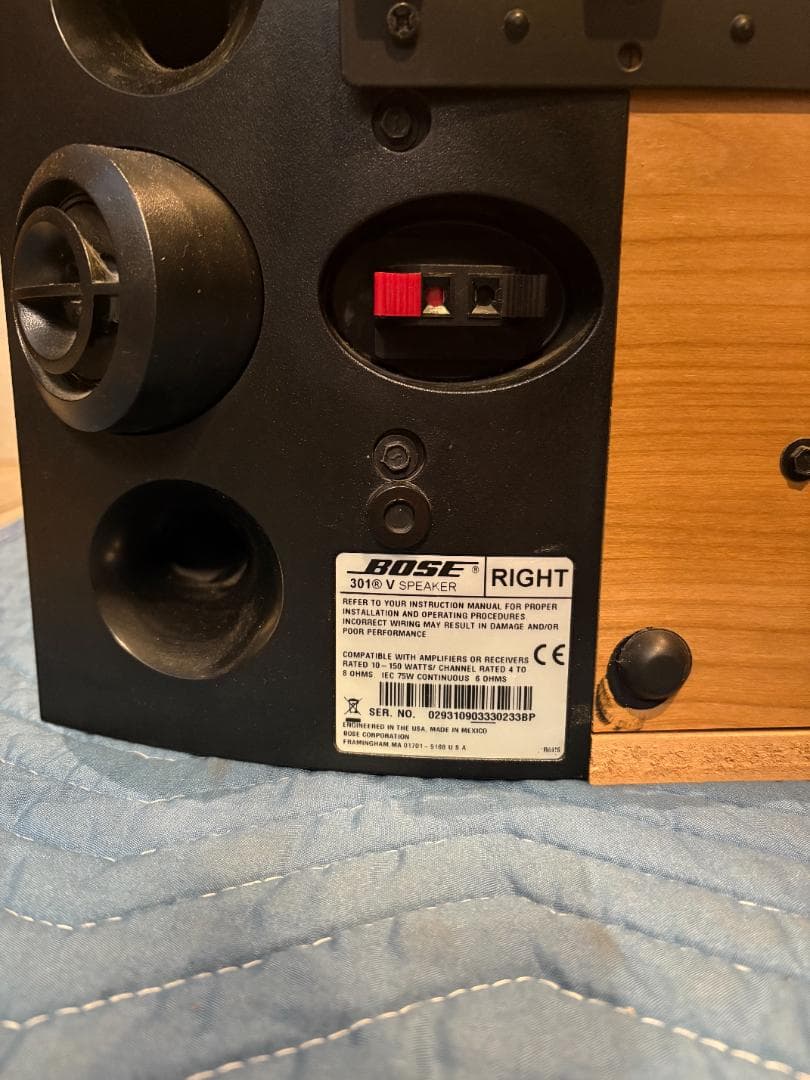 BOSE®
301® V SPEAKER
RIGHT
REFER TO YOUR INSTRUCTION MANUAL FOR PROPER
INSTALLATION AND OPERATING PROCEDURES
INCORRECT WIRING MAY RESULT IN DAMAGE AND/OR
POOR PERFORMANCE
COMPATIBLE WITH AMPLIFIERS OR RECEIVERS
RATED 10-150 WATTS/ CHANNEL RATED 4 TO
8 OHMS IEC 75W CONTINUOUS 6 OHMS
CE
SER. NO. 029310903330233BP
ENGINEERED IN THE USA, MADE IN MEXICO
BOSE CORPORATION
FRAMINGHAM MA 01701-9168 U S A